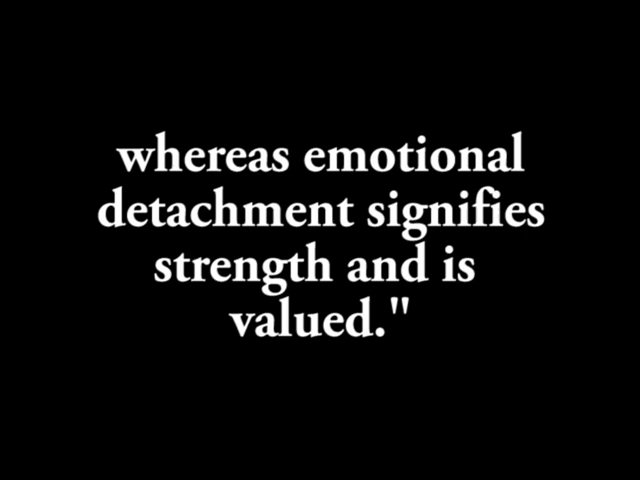 whereas emotional
detachment signifies
strength and is
valued."